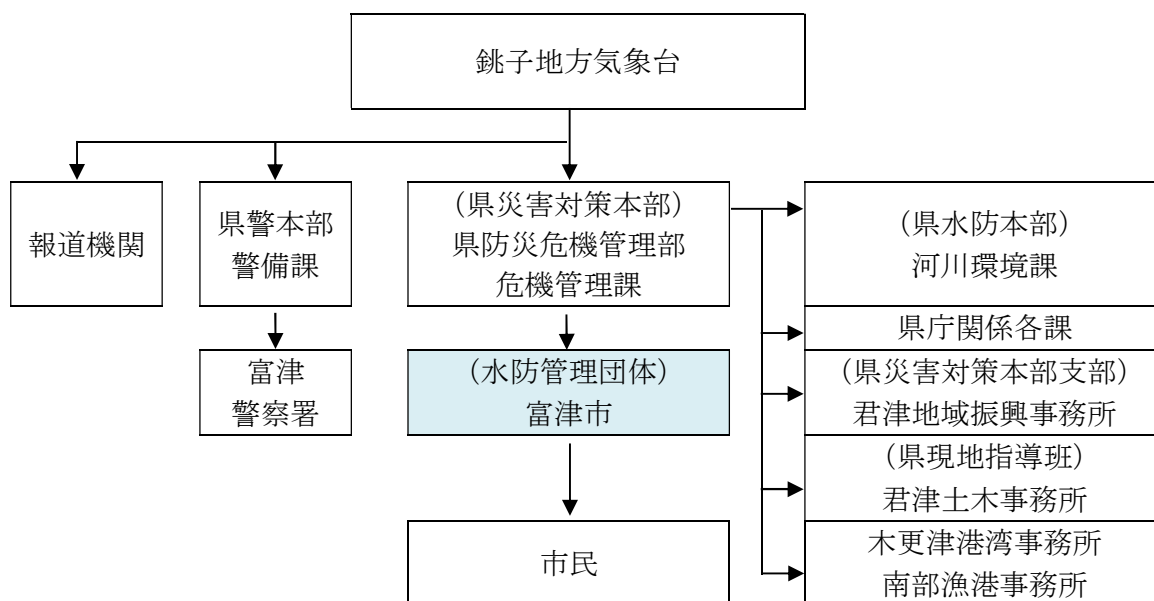 銚子地方気象台
報道機関
県警本部
警備課
(県災害対策本部)
県防災危機管理部
危機管理課
(県水防本部)
河川環境課
県庁関係各課
富津
警察署
(水防管理団体)
富津市
(県災害対策本部支部)
君津地域振興事務所
(県現地指導班)
君津土木事務所
市民
木更津港湾事務所
南部漁港事務所